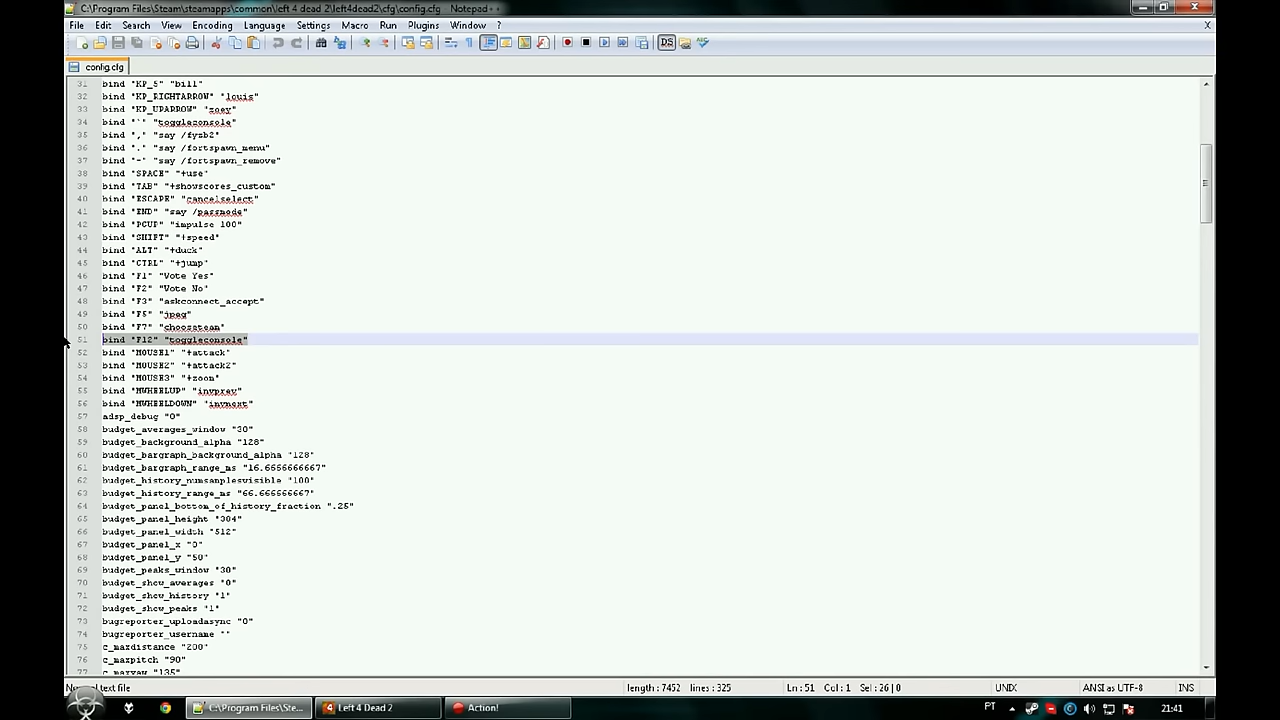 C:\Program Files\Steam\steamapps\common\left 4 dead 2\left4dead2\cfg\config.cfg - Notepad++
File Edit Search View Encoding Language Settings Macro Run Plugins Window ? X
config.cfg
31 bind "KP_5" "bill"
32 bind "KP_RIGHTARROW" "louis"
33 bind "KP_UPARROW" "zoey"
34 bind "`" "toggleconsole"
35 bind "," "say /fysb2"
36 bind "." "say /fortspawn_menu"
37 bind "-" "say /fortspawn_remove"
38 bind "SPACE" "+use"
39 bind "TAB" "+showscores_custom"
40 bind "ESCAPE" "cancelselect"
41 bind "END" "say /passmode"
42 bind "PGUP" "impulse 100"
43 bind "SHIFT" "+speed"
44 bind "ALT" "+duck"
45 bind "CTRL" "+jump"
46 bind "F1" "Vote Yes"
47 bind "F2" "Vote No"
48 bind "F3" "askconnect_accept"
49 bind "F5" "jpeg"
50 bind "F7" "chooseteam"
51 bind "F12" "toggleconsole"
52 bind "MOUSE1" "+attack"
53 bind "MOUSE2" "+attack2"
54 bind "MOUSE3" "+zoom"
55 bind "MWHEELUP" "invprev"
56 bind "MWHEELDOWN" "invnext"
57 adsp_debug "0"
58 budget_averages_window "30"
59 budget_background_alpha "128"
60 budget_bargraph_background_alpha "128"
61 budget_bargraph_range_ms "16.6666666667"
62 budget_history_numsamplesvisible "100"
63 budget_history_range_ms "66.666666667"
64 budget_panel_bottom_of_history_fraction ".25"
65 budget_panel_height "384"
66 budget_panel_width "512"
67 budget_panel_x "0"
68 budget_panel_y "50"
69 budget_peaks_window "30"
70 budget_show_averages "0"
71 budget_show_history "1"
72 budget_show_peaks "1"
73 bugreporter_uploadasync "0"
74 bugreporter_username ""
75 c_maxdistance "200"
76 c_maxpitch "90"
77 c_maxyaw "135"
text file length : 7452 lines : 325 Ln : 51 Col : 1 Sel : 26 | 0 UNIX ANSI as UTF-8 INS
C:\Program Files\Ste... Left 4 Dead 2 Action! PT 21:41